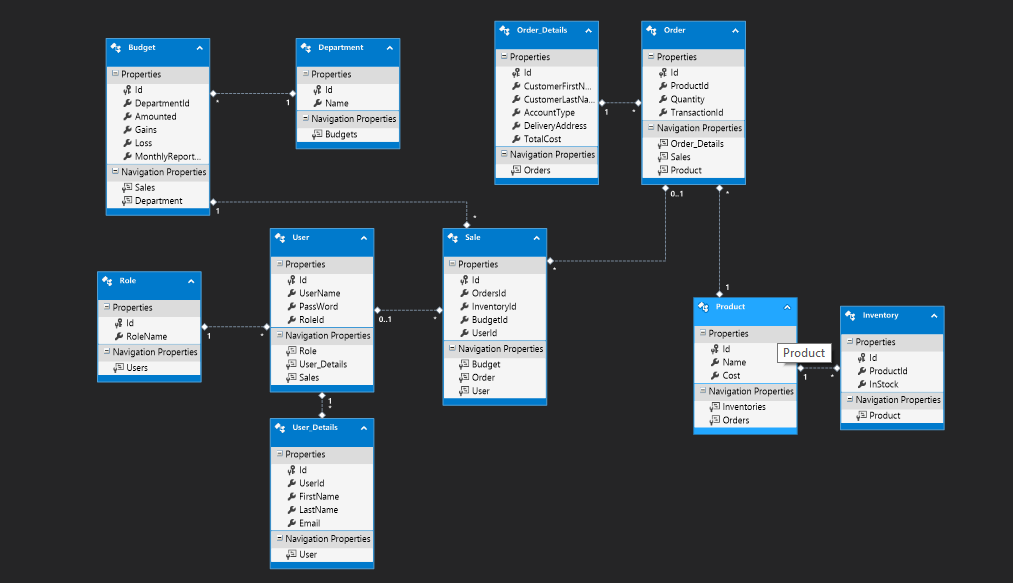 Budget
Properties
Id
DepartmentId
Amounted
Gains
Loss
MonthlyReport...
Navigation Properties
Sales
Department
Department
Properties
Id
Name
Navigation Properties
Budgets
Order_Details
Properties
Id
CustomerFirstN...
CustomerLastNa...
AccountType
DeliveryAddress
TotalCost
Navigation Properties
Orders
Order
Properties
Id
ProductId
Quantity
TransactionId
Navigation Properties
Order_Details
Sales
Product
* 1
1 *
1 *
0..1 *
* 1
User
Properties
Id
UserName
PassWord
RoleId
Navigation Properties
Role
User_Details
Sales
Sale
Properties
Id
OrdersId
InventoryId
BudgetId
UserId
Navigation Properties
Budget
Order
User
Role
Properties
Id
RoleName
Navigation Properties
Users
1 *
0..1 *
1 *
Product
Properties
Id
Name
Cost
Navigation Properties
Inventories
Orders
Product
1 *
Inventory
Properties
Id
ProductId
InStock
Navigation Properties
Product
User_Details
Properties
Id
UserId
FirstName
LastName
Email
Navigation Properties
User